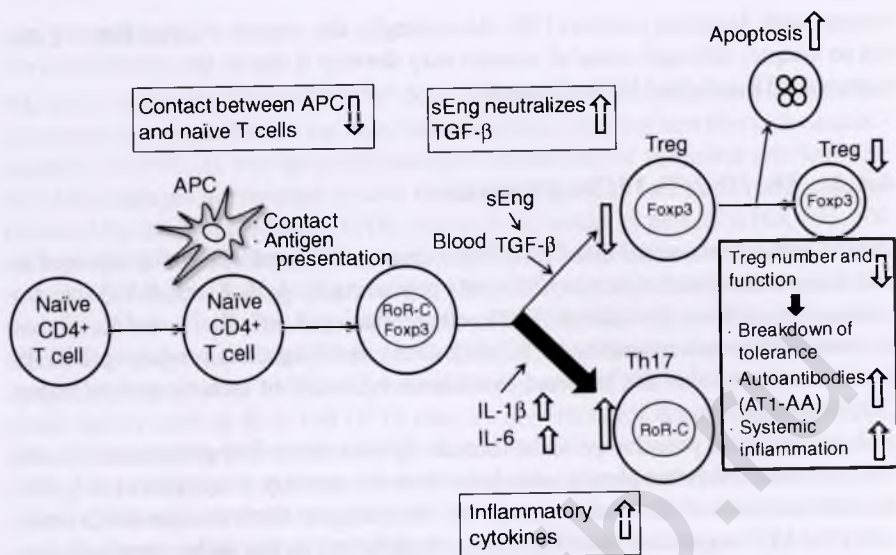 Apoptosis
Contact between APC
and naïve T cells
sEng neutralizes
TGF-β
Treg
Treg
Foxp3
Foxp3
APC
Contact
· Antigen
presentation
sEng
Blood
TGF-β
Naïve
CD4+
T cell
Naïve
CD4+
T cell
RoR-C
Foxp3
Th17
RoR-C
IL-1β
IL-6
Inflammatory
cytokines
Treg number and
function
· Breakdown of
tolerance
· Autoantibodies
(AT1-AA)
· Systemic
inflammation